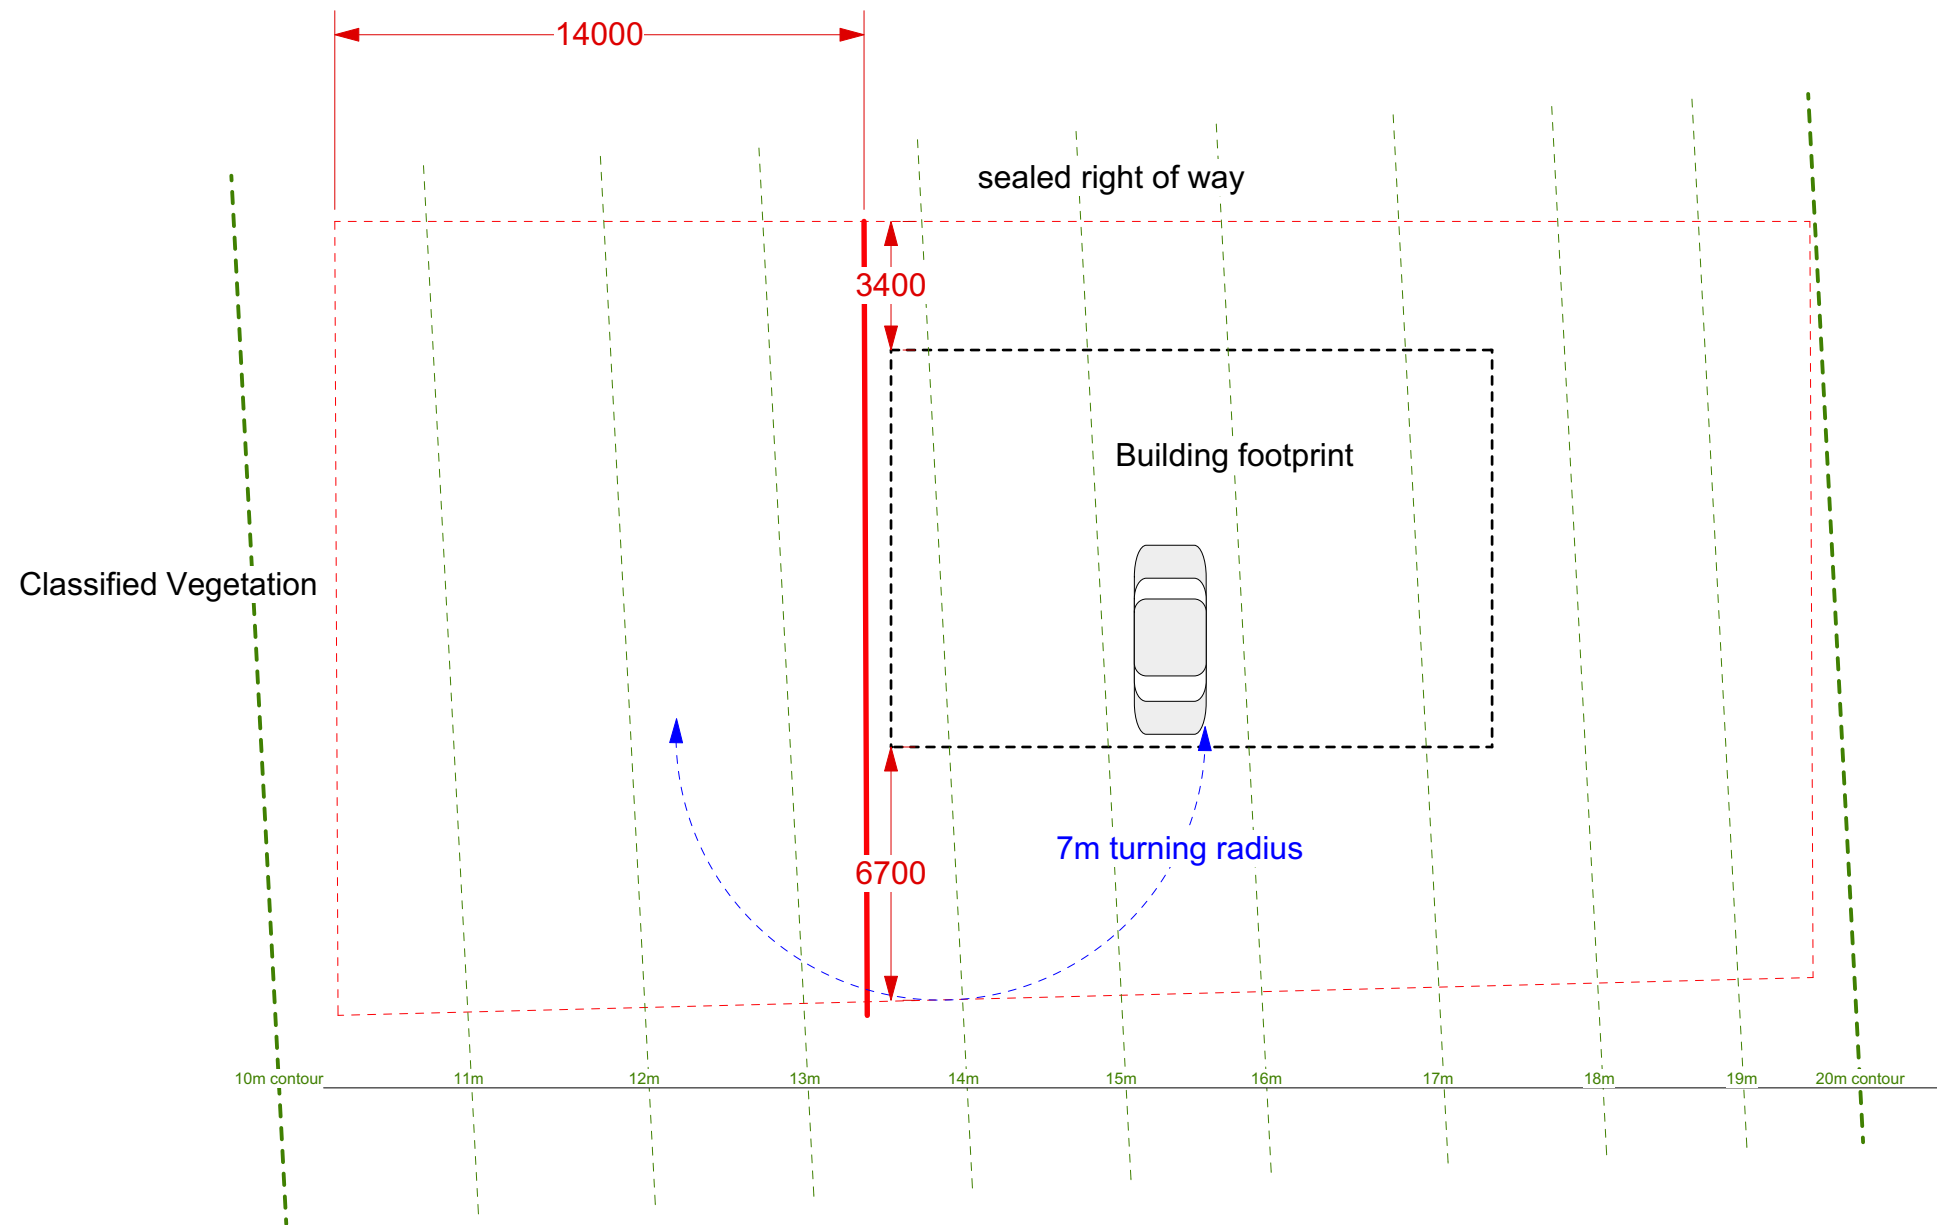 14000
sealed right of way
3400
Building footprint
Classified Vegetation
7m turning radius
6700
10m contour
11m
12m
13m
14m
15m
16m
17m
18m
19m
20m contour